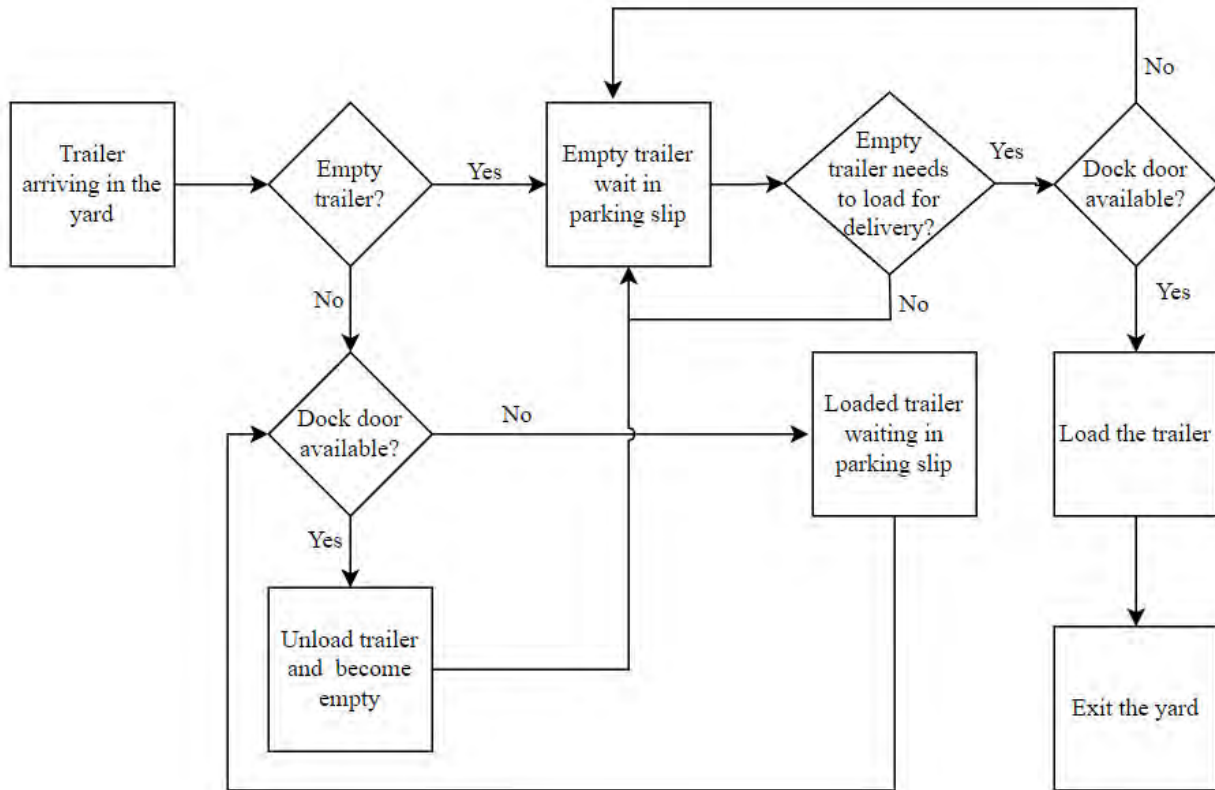 Trailer
arriving in the
yard
Empty
trailer?
Yes
No
Empty trailer
wait in
parking slip
Empty
trailer needs
to load for
delivery?
Yes
No
Dock door
available?
No
Yes
Dock door
available?
No
Yes
Loaded trailer
waiting in
parking slip
Load the trailer
Unload trailer
and become
empty
Exit the yard